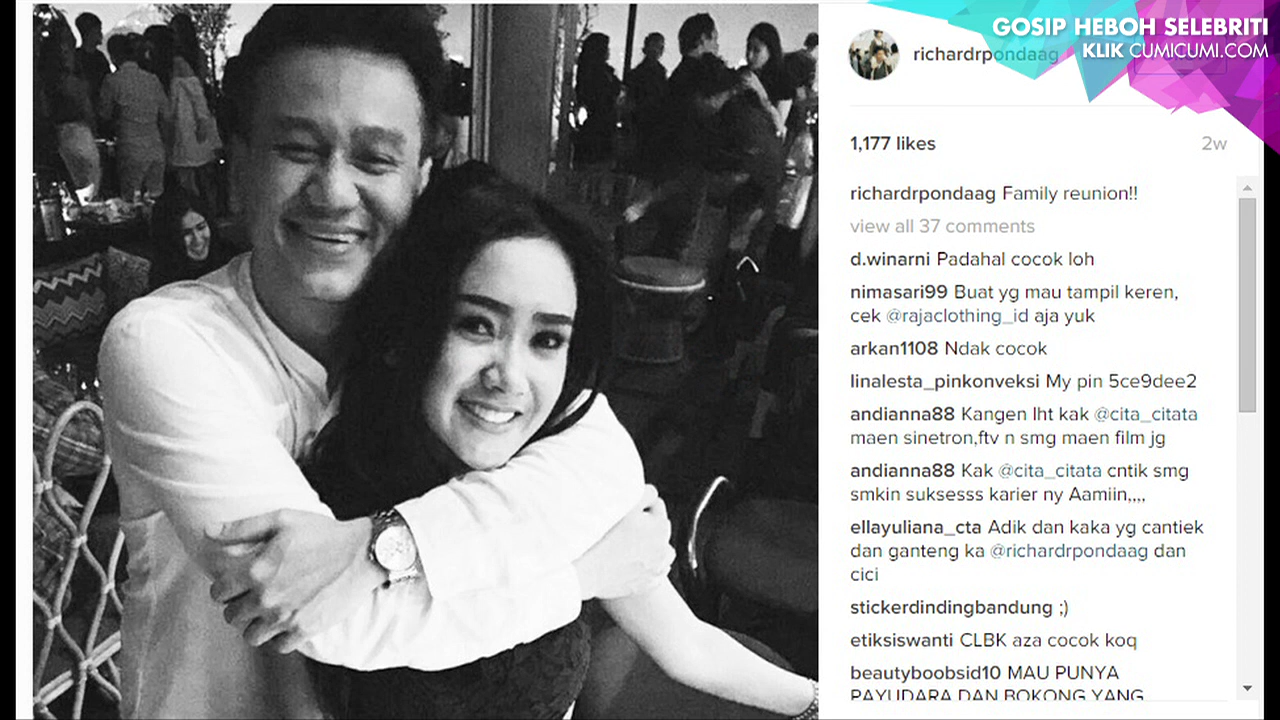 GOSIP HEBOH SELEBRITI
KLIK CUMICUMI.COM
richardrpondaag
1,177 likes
2w
richardrpondaag Family reunion!!
view all 37 comments
d.winarni Padahal cocok loh
nimasari99 Buat yg mau tampil keren,
cek @rajaclothing_id aja yuk
arkan1108 Ndak cocok
linalesta_pinkonveksi My pin 5ce9dee2
andianna88 Kangen lht kak @cita_citata
maen sinetron,ftv n smg maen film jg
andianna88 Kak @cita_citata cntik smg
smkin suksesss karier ny Aamiin,,,,
ellayuliana_cta Adik dan kaka yg cantiek
dan ganteng ka @richardrpondaag dan
cici
stickerdindingbandung ;)
etiksiswanti CLBK aza cocok koq
beautyboobsid10 MAU PUNYA
PAYUDARA DAN BOKONG YANG